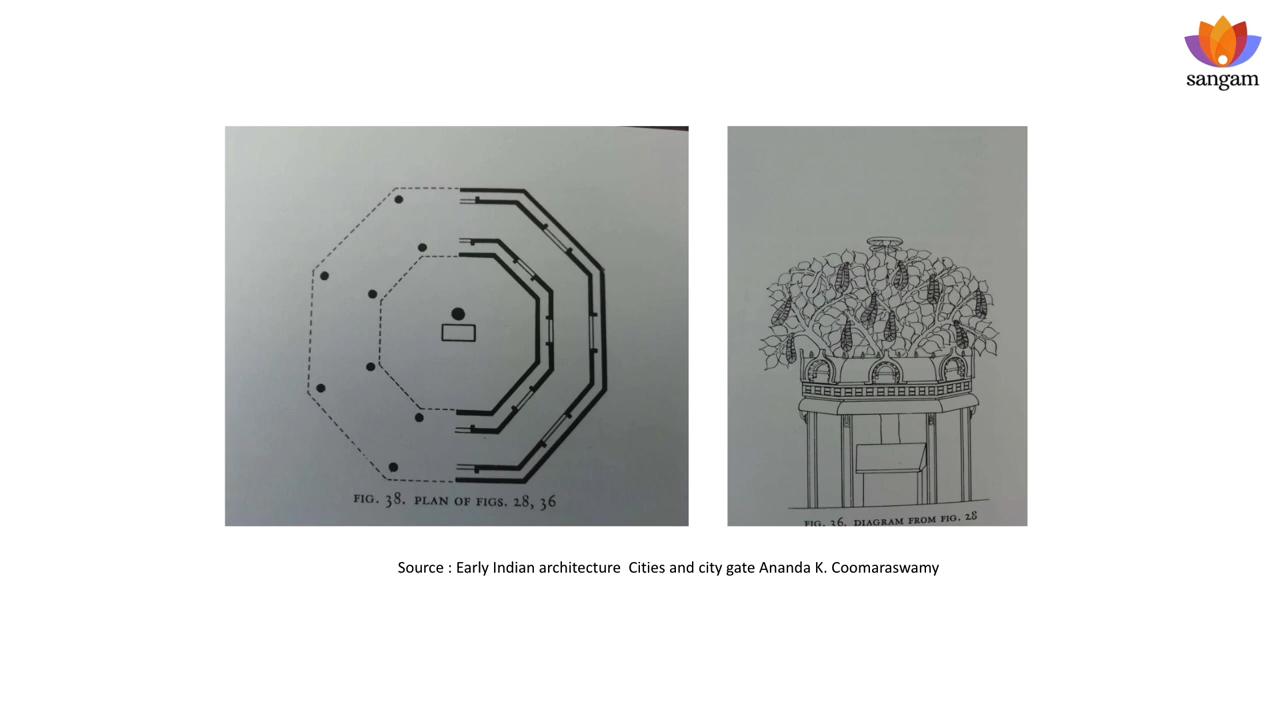 sangam
FIG. 38. PLAN OF FIGS. 28, 36
FIG. 36. DIAGRAM FROM FIG. 28
Source : Early Indian architecture  Cities and city gate Ananda K. Coomaraswamy